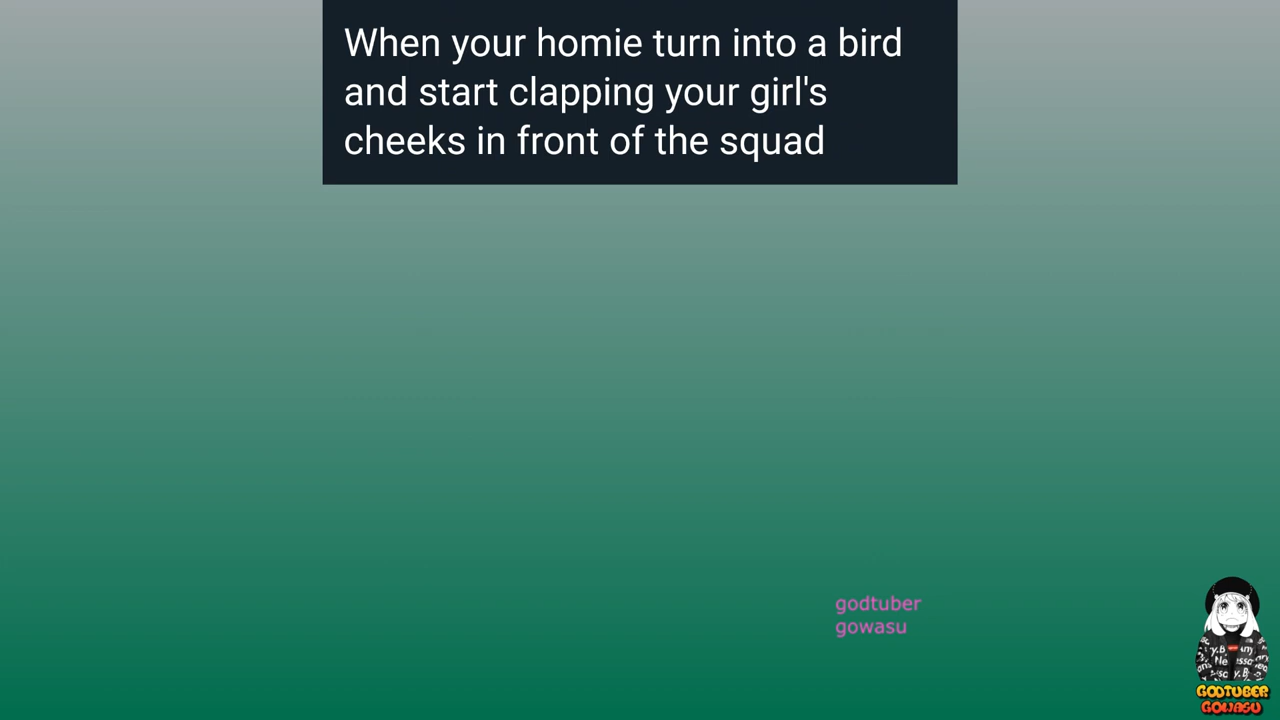 When your homie turn into a bird
and start clapping your girl's
cheeks in front of the squad
godtuber
gowasu
GODTUBER
GOWASU